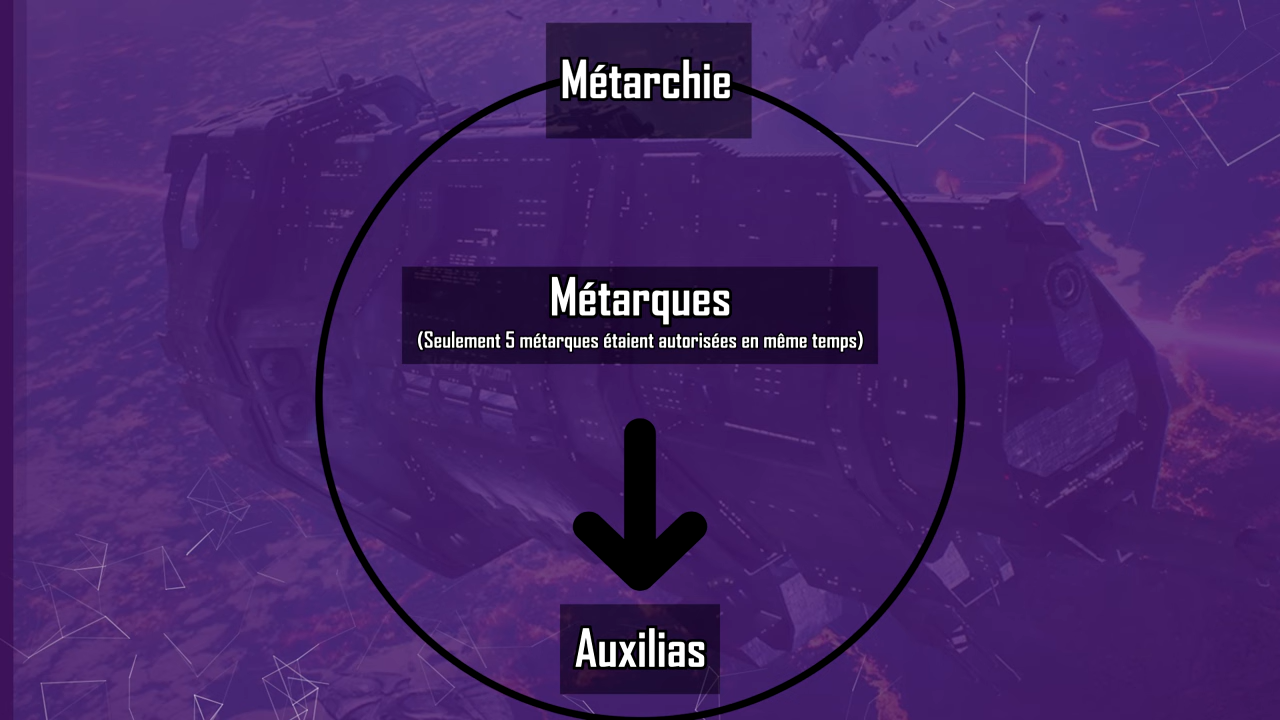 Métarchie
Métarques
(Seulement 5 métarques étaient autorisées en même temps)
Auxilias